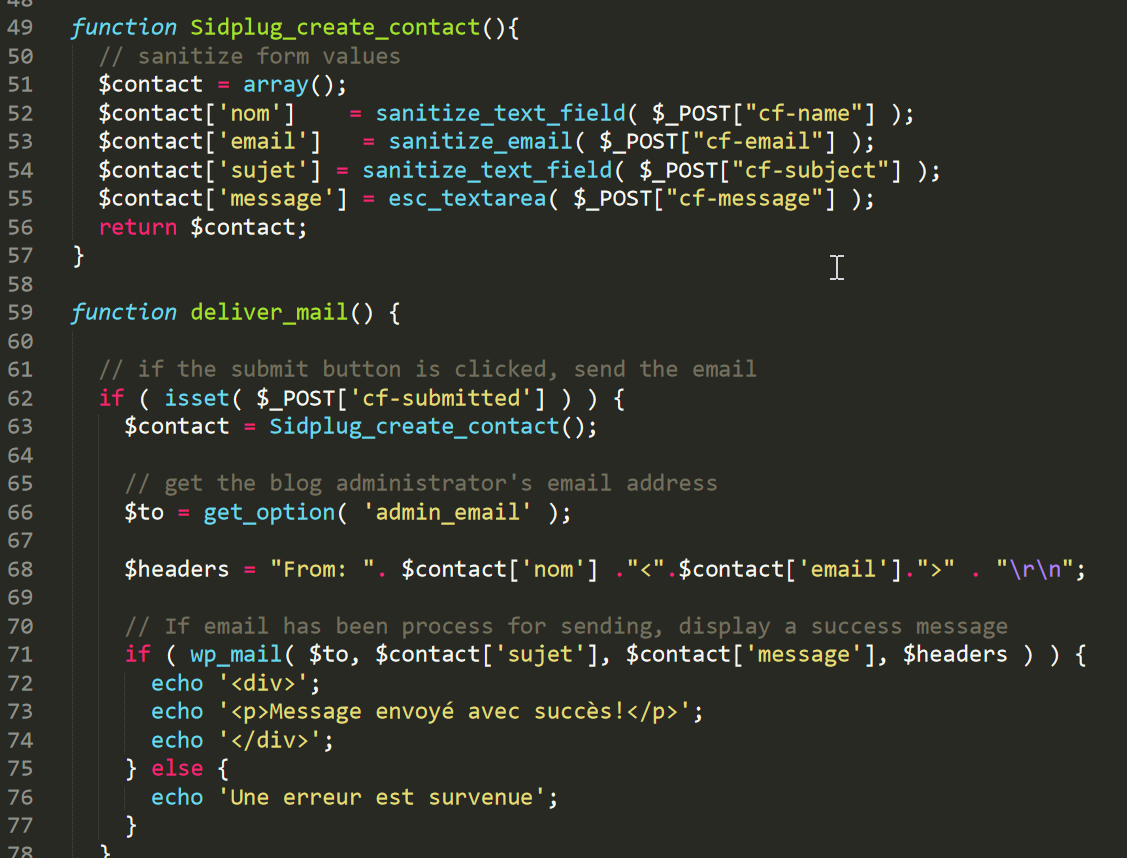 48
49 function Sidplug_create_contact(){
50 // sanitize form values
51 $contact = array();
52 $contact['nom']    = sanitize_text_field( $_POST["cf-name"] );
53 $contact['email']   = sanitize_email( $_POST["cf-email"] );
54 $contact['sujet'] = sanitize_text_field( $_POST["cf-subject"] );
55 $contact['message'] = esc_textarea( $_POST["cf-message"] );
56 return $contact;
57 }
58
59 function deliver_mail() {
60
61 // if the submit button is clicked, send the email
62 if ( isset( $_POST['cf-submitted'] ) ) {
63 $contact = Sidplug_create_contact();
64
65 // get the blog administrator's email address
66 $to = get_option( 'admin_email' );
67
68 $headers = "From: ". $contact['nom'] ."<".$contact['email'].">" . "\r\n";
69
70 // If email has been process for sending, display a success message
71 if ( wp_mail( $to, $contact['sujet'], $contact['message'], $headers ) ) {
72 echo '<div>';
73 echo '<p>Message envoyé avec succès!</p>';
74 echo '</div>';
75 } else {
76 echo 'Une erreur est survenue';
77 }
78 }